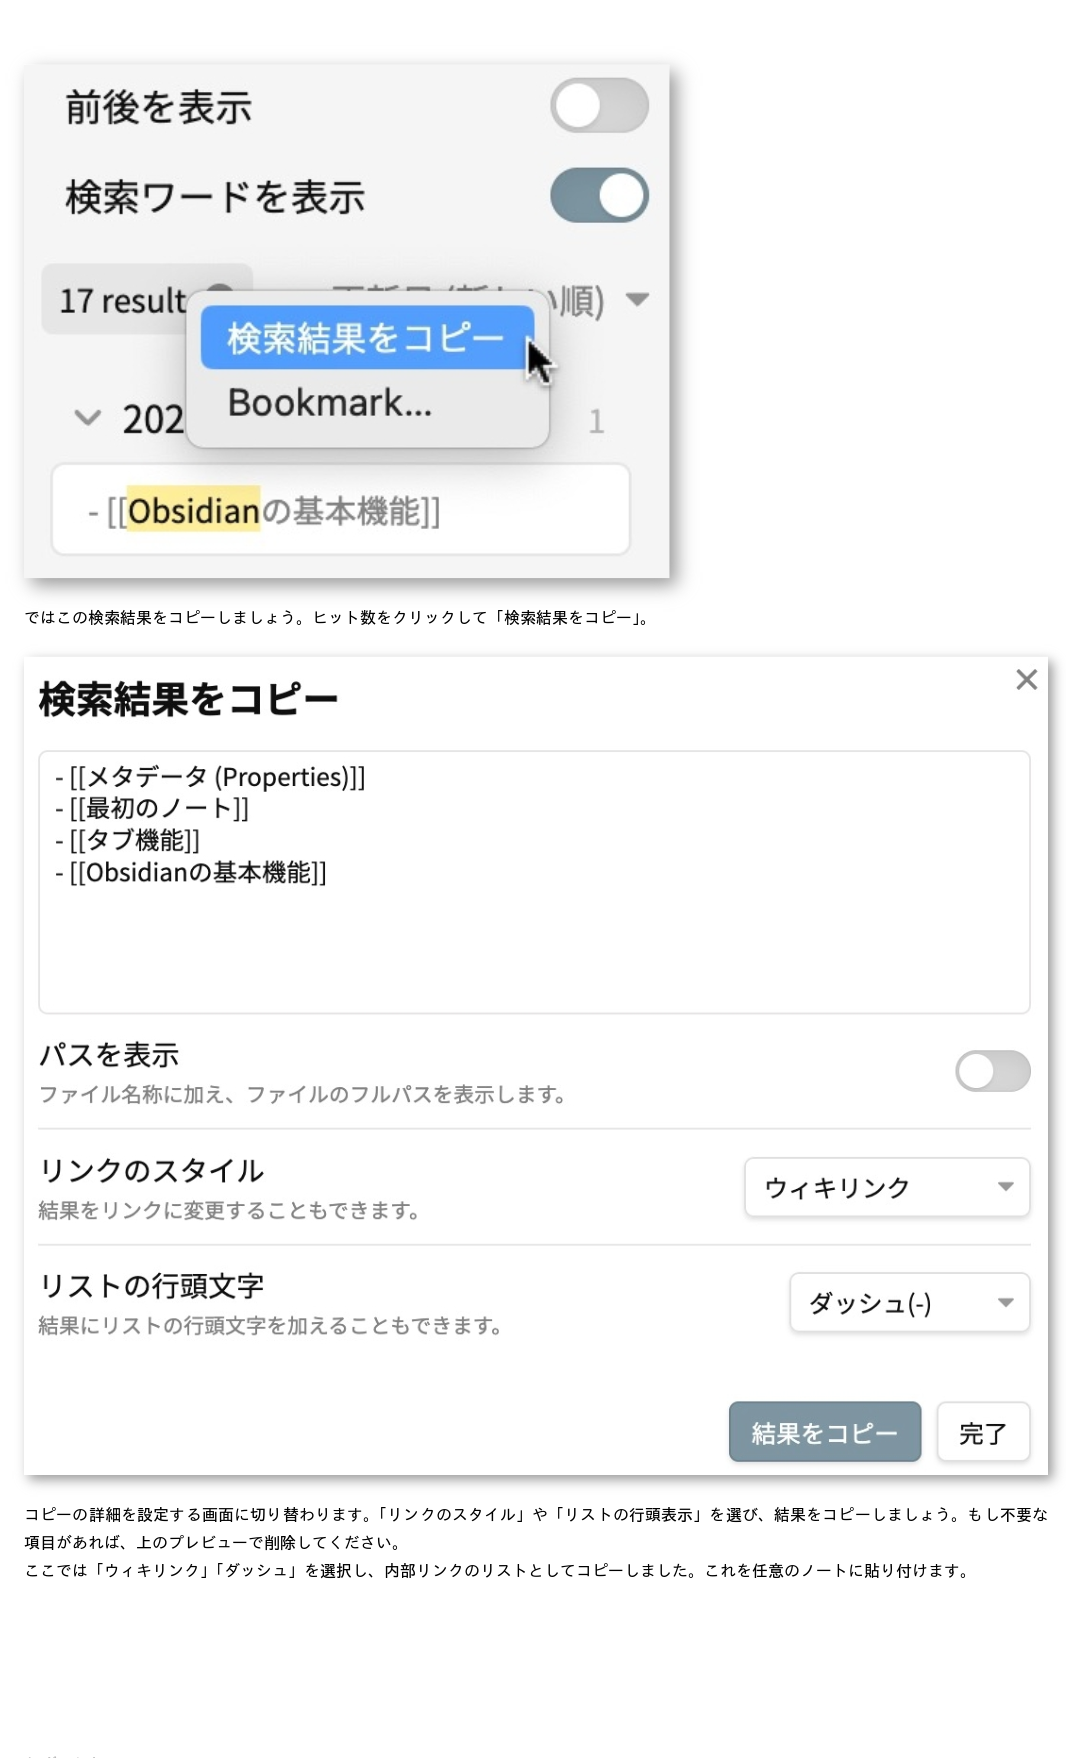 前後を表示
検索ワードを表示
17 result
い順)
検索結果をコピー
Bookmark...
202
1
- [[Obsidianの基本機能]]
ではこの検索結果をコピーしましょう。ヒット数をクリックして「検索結果をコピー」。
検索結果をコピー
- [[メタデータ (Properties)]]
- [[最初のノート]]
- [[タブ機能]]
- [[Obsidianの基本機能]]
パスを表示
ファイル名称に加え、ファイルのフルパスを表示します。
リンクのスタイル
ウィキリンク
結果をリンクに変更することもできます。
リストの行頭文字
ダッシュ(-)
結果にリストの行頭文字を加えることもできます。
結果をコピー 完了
コピーの詳細を設定する画面に切り替わります。「リンクのスタイル」や「リストの行頭表示」を選び、結果をコピーしましょう。もし不要な
項目があれば、上のプレビューで削除してください。
ここでは「ウィキリンク」「ダッシュ」を選択し、内部リンクのリストとしてコピーしました。これを任意のノートに貼り付けます。